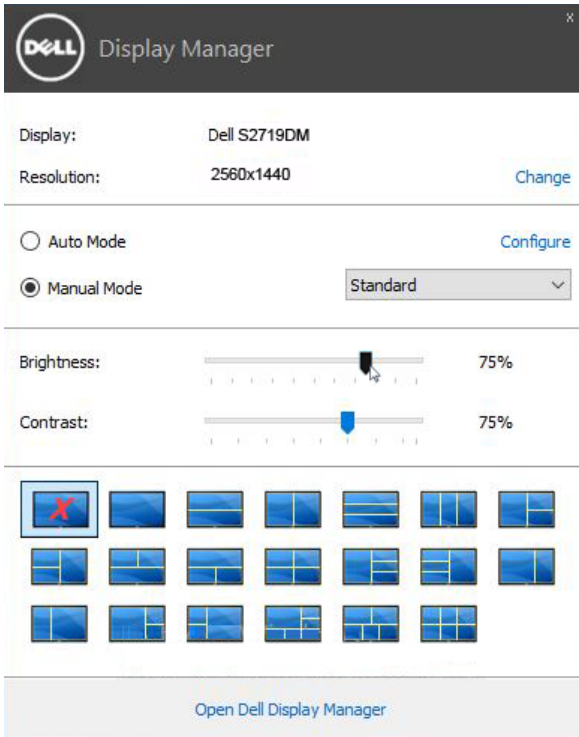 x
DELL Display Manager
Display: Dell S2719DM
Resolution: 2560x1440 Change
Auto Mode Configure
Manual Mode Standard
Brightness: 75%
Contrast: 75%
X
Open Dell Display Manager